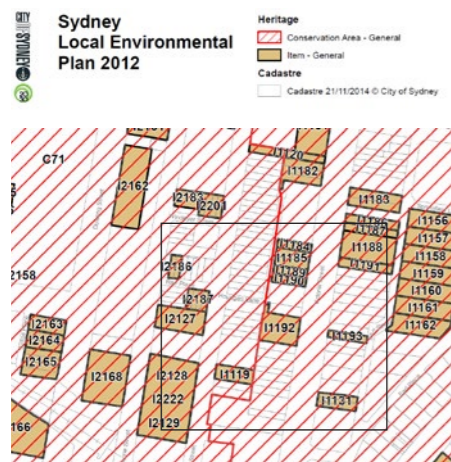 CITY OF SYDNEY
Sydney
Local Environmental
Plan 2012
Heritage
Conservation Area - General
Item - General
Cadastre
Cadastre 21/11/2014 © City of Sydney
I1120
C71
I1182
I2162
I2183
I1183
I2201
I1156
I1186
I1187
I1157
I1184
I1188
I1185
I1158
I2186
I1189
I1191
I1159
2158
I1190
I1160
I2187
I1161
I2127
I1162
I2163
I1192
I1193
I2164
I2165
I2168
I2128
I1119
I2222
I1131
I2129
166